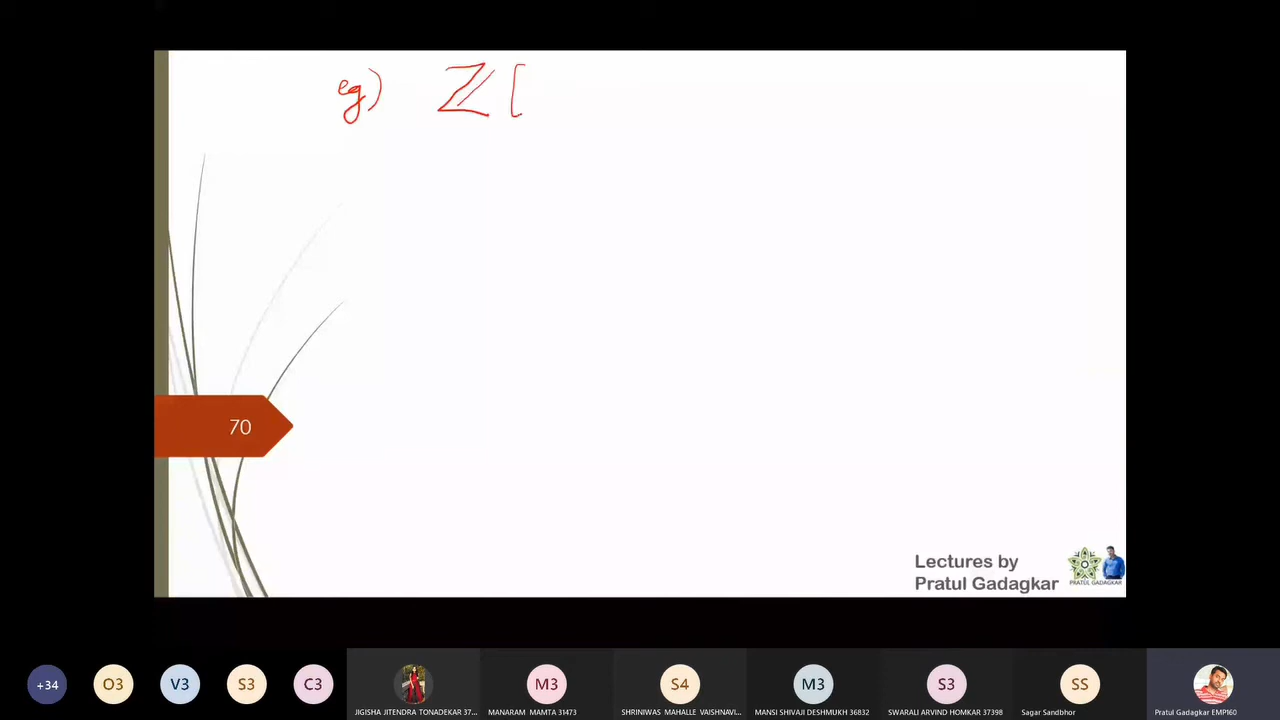 eg) ℤ [
70
Lectures by
Pratul Gadagkar
PRATUL GADAGKAR
+34 O3 V3 S3 C3 M3 S4 M3 S3 SS
JIGISHA JITENDRA TONADEKAR 37... MANARAM MAMTA 31473 SHRINIWAS MAHALLE VAISHNAVI... MANSI SHIVAJI DESHMUKH 36832 SWARALI ARVIND HOMKAR 37398 Sagar Sandbhor Pratul Gadagkar EMP160